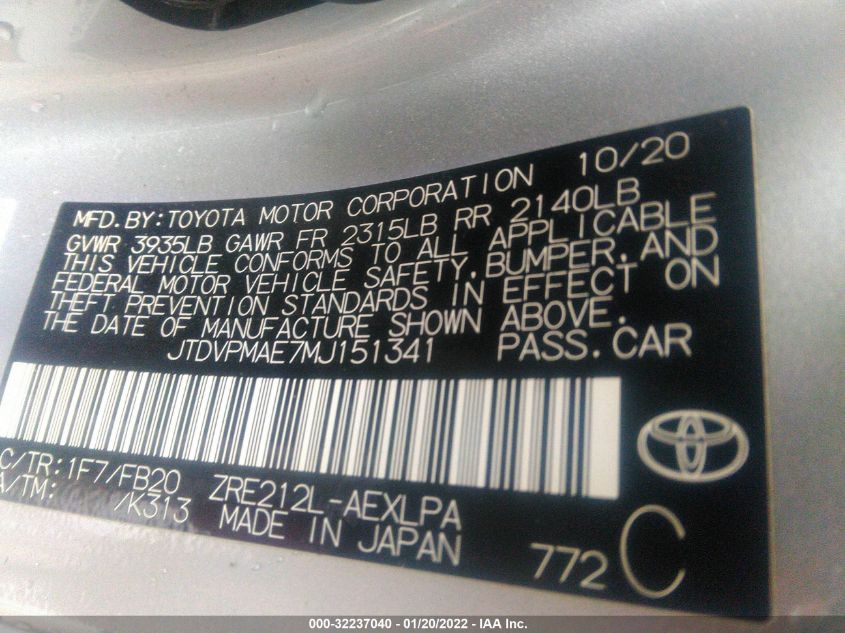 MFD. BY: TOYOTA MOTOR CORPORATION 10/20
GVWR 3935LB GAWR FR 2315LB RR 2140LB
THIS VEHICLE CONFORMS TO ALL APPLICABLE
FEDERAL MOTOR VEHICLE SAFETY, BUMPER, AND
THEFT PREVENTION STANDARDS IN EFFECT ON
THE DATE OF MANUFACTURE SHOWN ABOVE.
JTDVPMAE7MJ151341 PASS. CAR
C/TR: 1F7/FB20 ZRE212L-AEXLPA
A/TM: /K313 MADE IN JAPAN
772 C
000-32237040 - 01/20/2022 - IAA Inc.